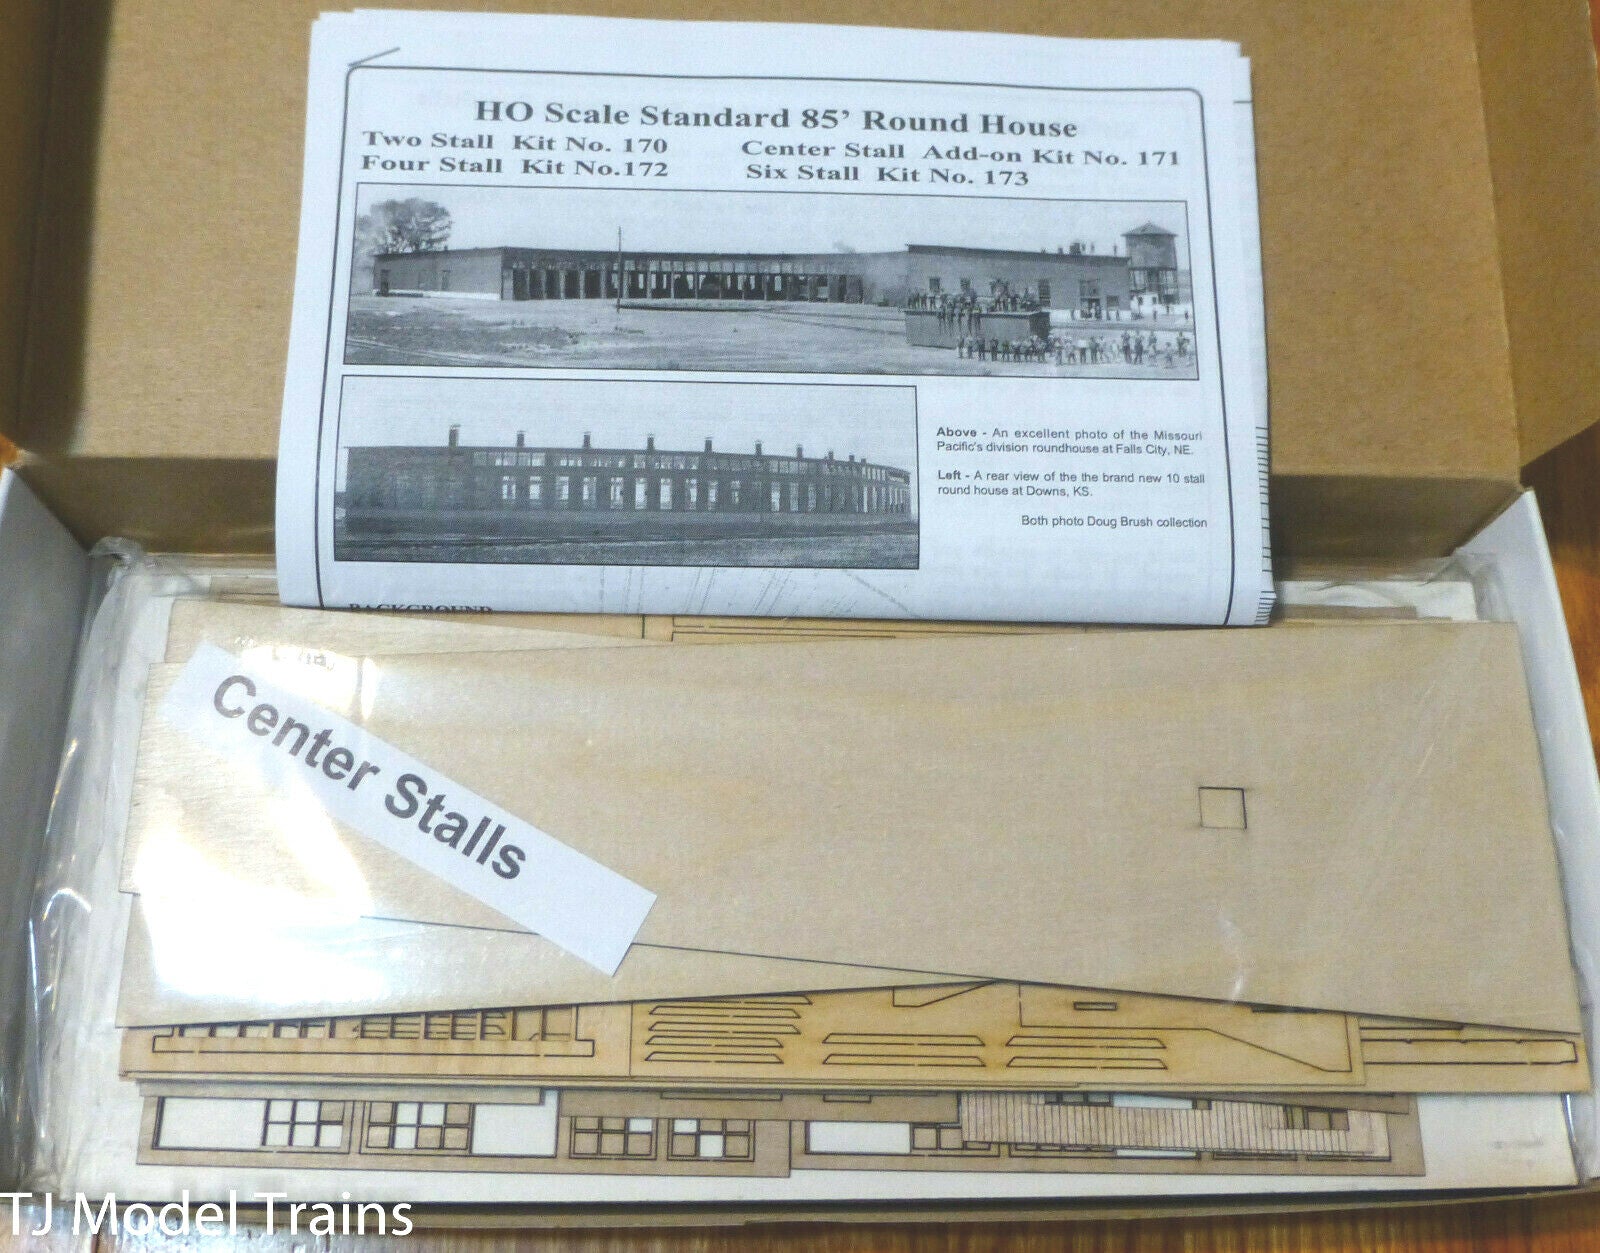 HO Scale Standard 85' Round House
Two Stall Kit No. 170
Center Stall Add-on Kit No. 171
Four Stall Kit No.172
Six Stall Kit No. 173
Above - An excellent photo of the Missouri
Pacific's division roundhouse at Falls City, NE.
Left - A rear view of the the brand new 10 stall
round house at Downs, KS.
Both photo Doug Brush collection
BACKGROUND
Center Stalls
TJ Model Trains